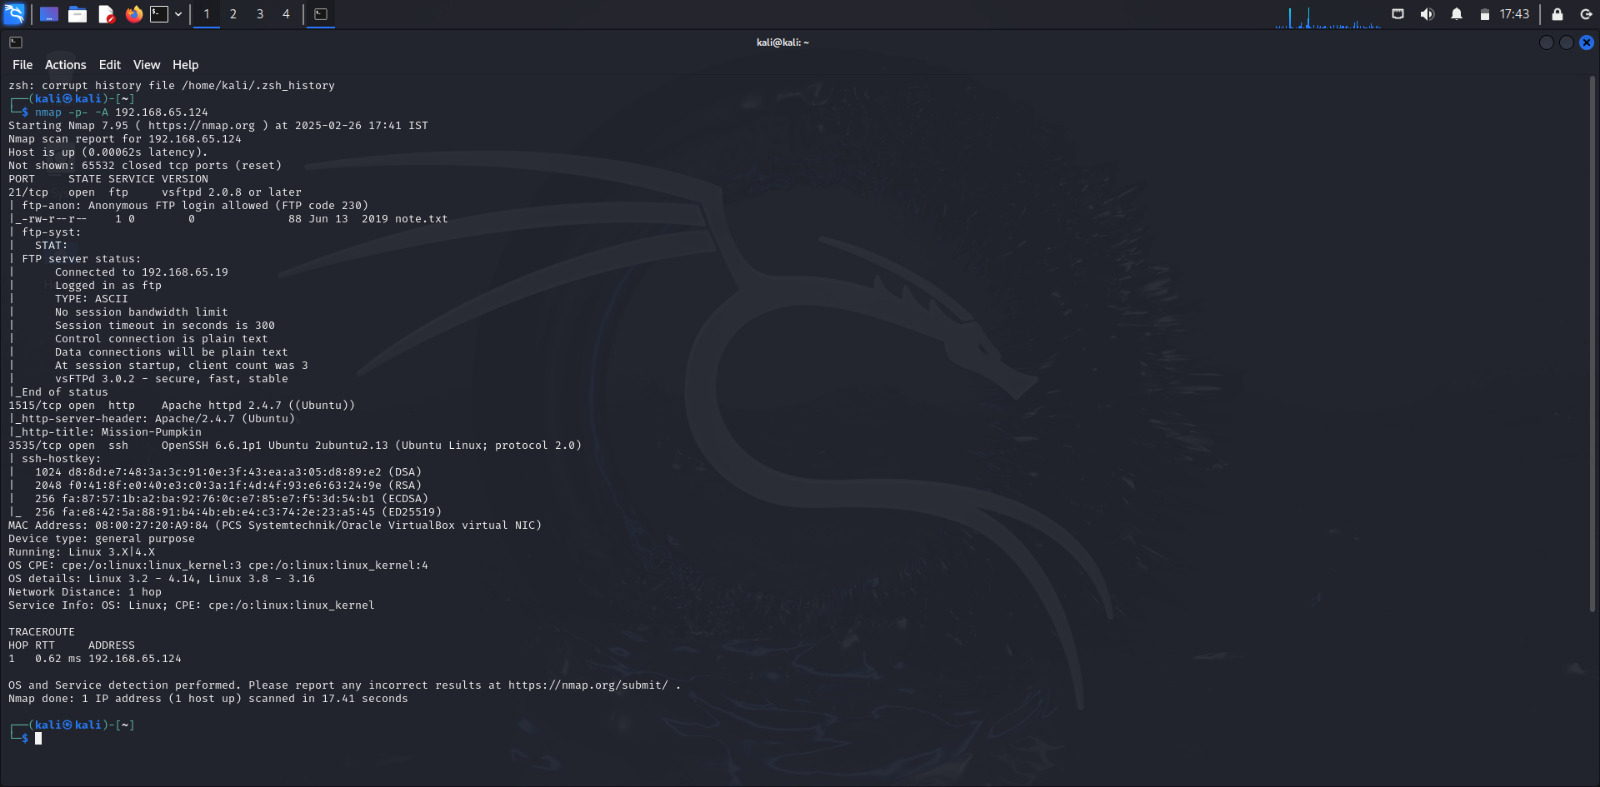 1 2 3 4 17:43
kali@kali: ~
File Actions Edit View Help
zsh: corrupt history file /home/kali/.zsh_history
┌──(kali㉿kali)-[~]
└─$ nmap -p- -A 192.168.65.124
Starting Nmap 7.95 ( https://nmap.org ) at 2025-02-26 17:41 IST
Nmap scan report for 192.168.65.124
Host is up (0.00062s latency).
Not shown: 65532 closed tcp ports (reset)
PORT     STATE SERVICE VERSION
21/tcp   open  ftp     vsftpd 2.0.8 or later
| ftp-anon: Anonymous FTP login allowed (FTP code 230)
|_-rw-r--r--    1 0        0              88 Jun 13  2019 note.txt
| ftp-syst:
|   STAT:
| FTP server status:
|      Connected to 192.168.65.19
|      Logged in as ftp
|      TYPE: ASCII
|      No session bandwidth limit
|      Session timeout in seconds is 300
|      Control connection is plain text
|      Data connections will be plain text
|      At session startup, client count was 3
|      vsFTPd 3.0.2 - secure, fast, stable
|_End of status
1515/tcp open  http    Apache httpd 2.4.7 ((Ubuntu))
|_http-server-header: Apache/2.4.7 (Ubuntu)
|_http-title: Mission-Pumpkin
3535/tcp open  ssh     OpenSSH 6.6.1p1 Ubuntu 2ubuntu2.13 (Ubuntu Linux; protocol 2.0)
| ssh-hostkey:
|   1024 d8:8d:e7:48:3a:3c:91:0e:3f:43:ea:a3:05:d8:89:e2 (DSA)
|   2048 f0:41:8f:e0:40:e3:c0:3a:1f:4d:4f:93:e6:63:24:9e (RSA)
|   256 fa:87:57:1b:a2:ba:92:76:0c:e7:85:e7:f5:3d:54:b1 (ECDSA)
|_  256 fa:e8:42:5a:88:91:b4:4b:eb:e4:c3:74:2e:23:a5:45 (ED25519)
MAC Address: 08:00:27:20:A9:84 (PCS Systemtechnik/Oracle VirtualBox virtual NIC)
Device type: general purpose
Running: Linux 3.X|4.X
OS CPE: cpe:/o:linux:linux_kernel:3 cpe:/o:linux:linux_kernel:4
OS details: Linux 3.2 - 4.14, Linux 3.8 - 3.16
Network Distance: 1 hop
Service Info: OS: Linux; CPE: cpe:/o:linux:linux_kernel
TRACEROUTE
HOP RTT     ADDRESS
1   0.62 ms 192.168.65.124
OS and Service detection performed. Please report any incorrect results at https://nmap.org/submit/ .
Nmap done: 1 IP address (1 host up) scanned in 17.41 seconds
┌──(kali㉿kali)-[~]
└─$